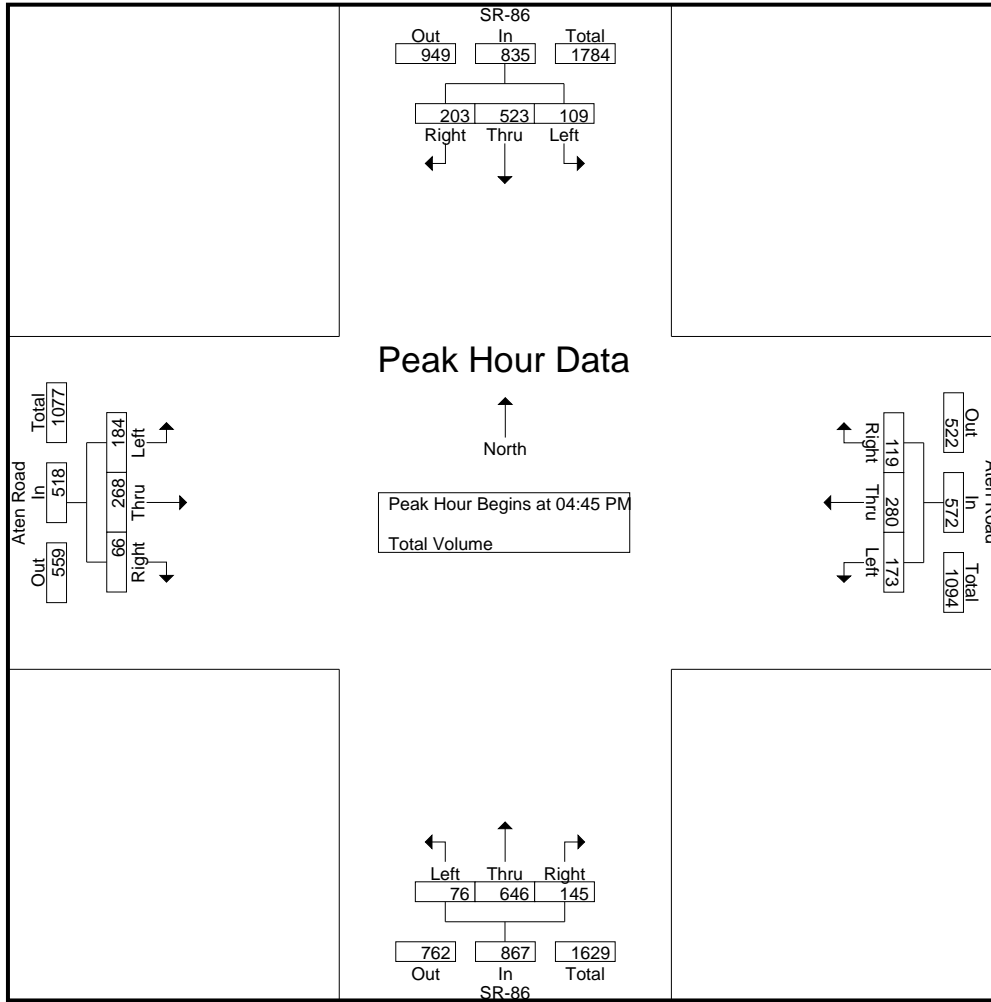 SR-86
Out In Total
949 835 1784
203 523 109
Right Thru Left
Peak Hour Data
North
Peak Hour Begins at 04:45 PM
Total Volume
Aten Road
Out In Total
559 518 1077
Right Thru Left
66 268 184
Aten Road
Out In Total
522 572 1094
Right Thru Left
119 280 173
Left Thru Right
76 646 145
762 867 1629
Out In Total
SR-86